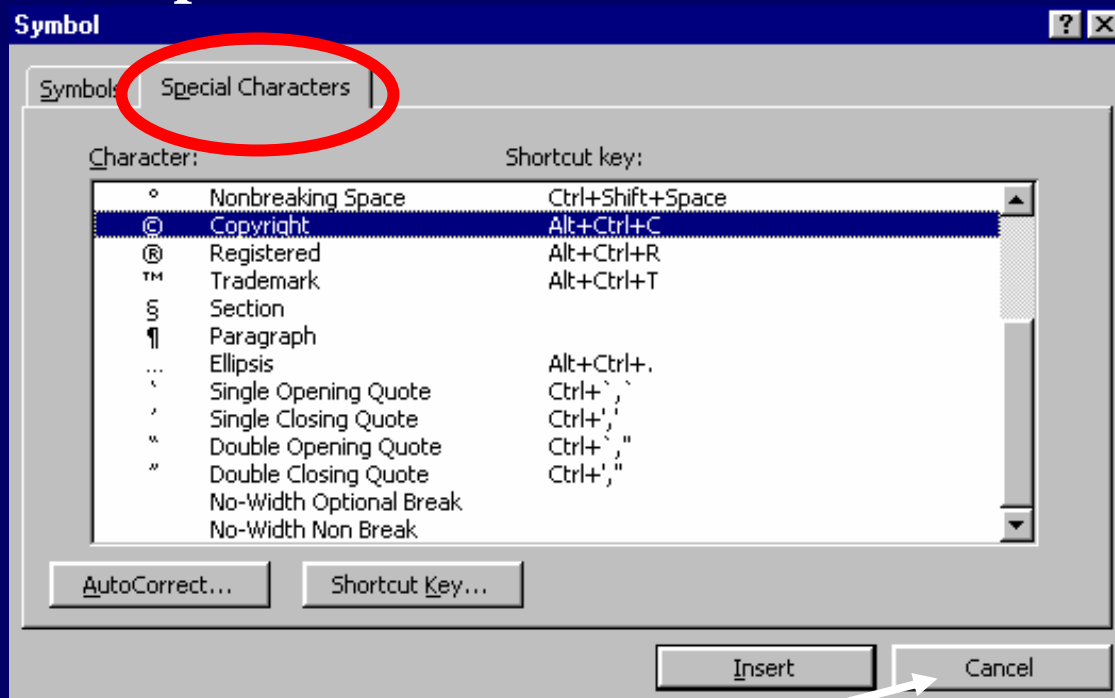 Symbol
Symbols Special Characters
Character: Shortcut key:
° Nonbreaking Space Ctrl+Shift+Space
© Copyright Alt+Ctrl+C
® Registered Alt+Ctrl+R
™ Trademark Alt+Ctrl+T
§ Section
¶ Paragraph
… Ellipsis Alt+Ctrl+.
‘ Single Opening Quote Ctrl+`,`
’ Single Closing Quote Ctrl+','
“ Double Opening Quote Ctrl+`,"
” Double Closing Quote Ctrl+',"
No-Width Optional Break
No-Width Non Break
AutoCorrect... Shortcut Key...
Insert Cancel